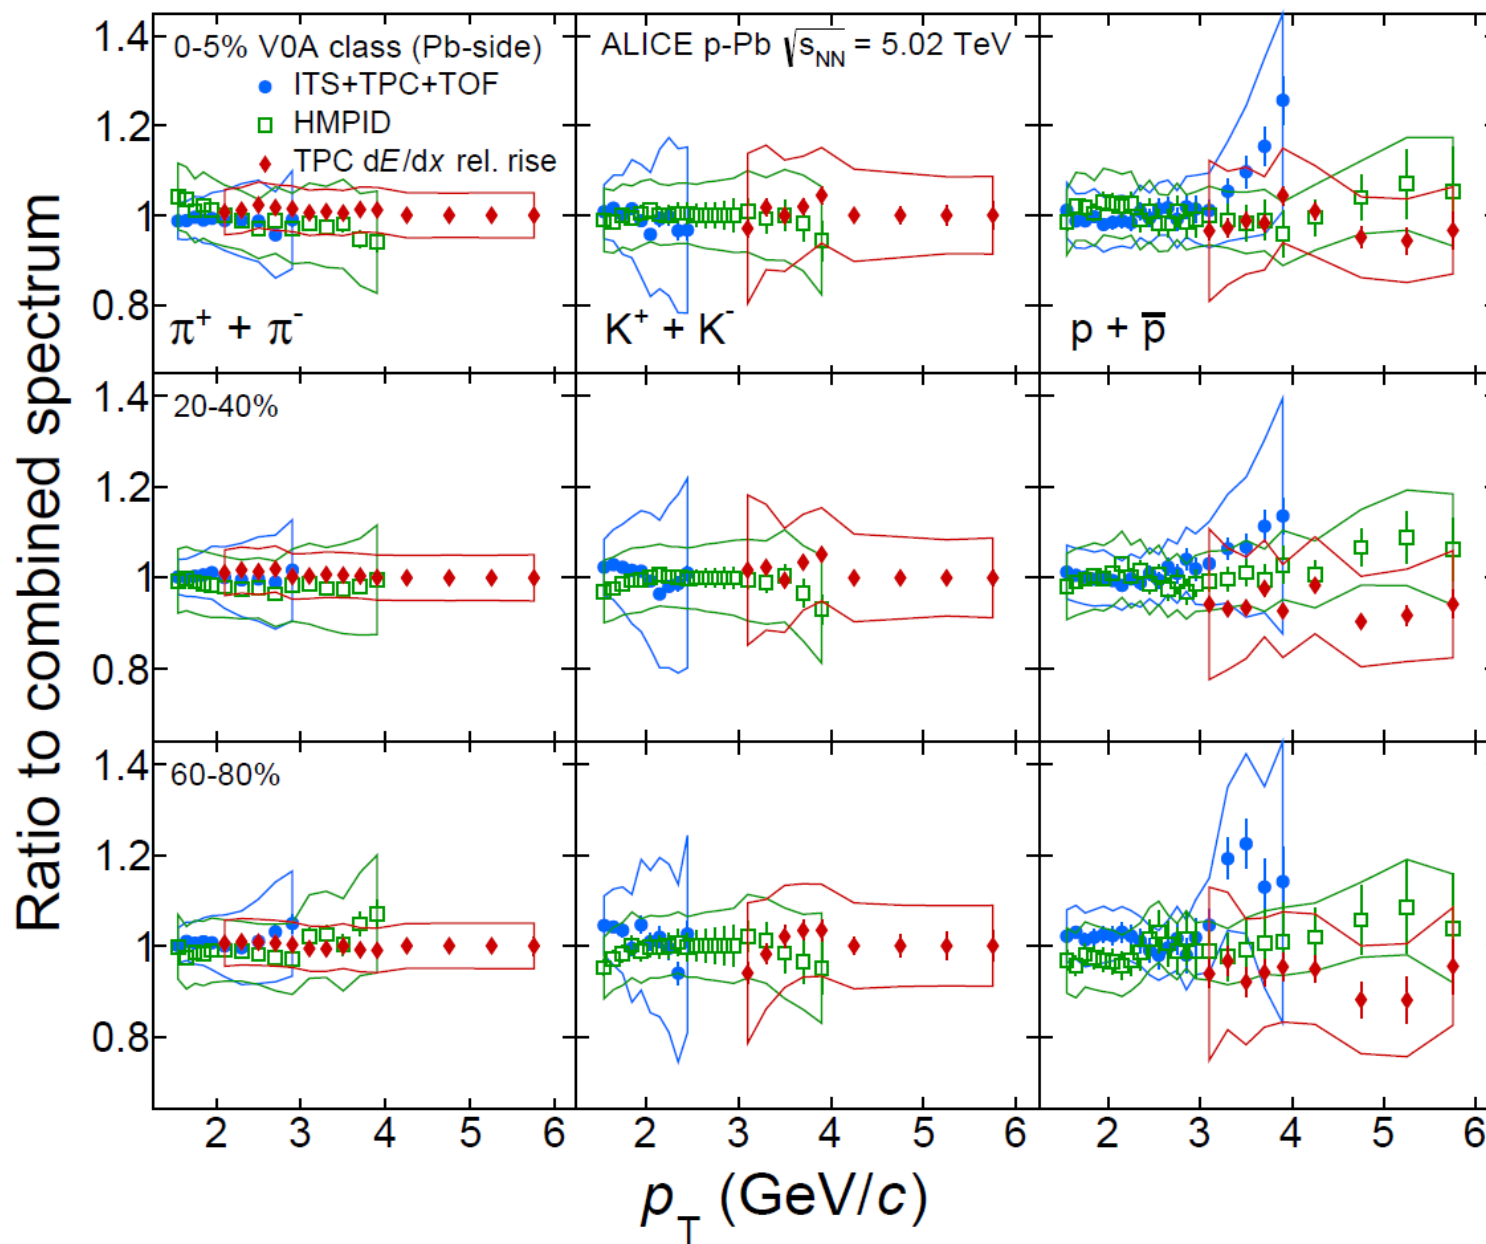 0-5% V0A class (Pb-side)
ITS+TPC+TOF
HMPID
TPC dE/dx rel. rise
ALICE p-Pb √s_NN = 5.02 TeV
π⁺ + π⁻
K⁺ + K⁻
p + p̅
1.4
1.2
1
0.8
20-40%
1.4
1.2
1
0.8
60-80%
1.4
1.2
1
0.8
2 3 4 5 6
2 3 4 5 6
2 3 4 5 6
Ratio to combined spectrum
p_T (GeV/c)